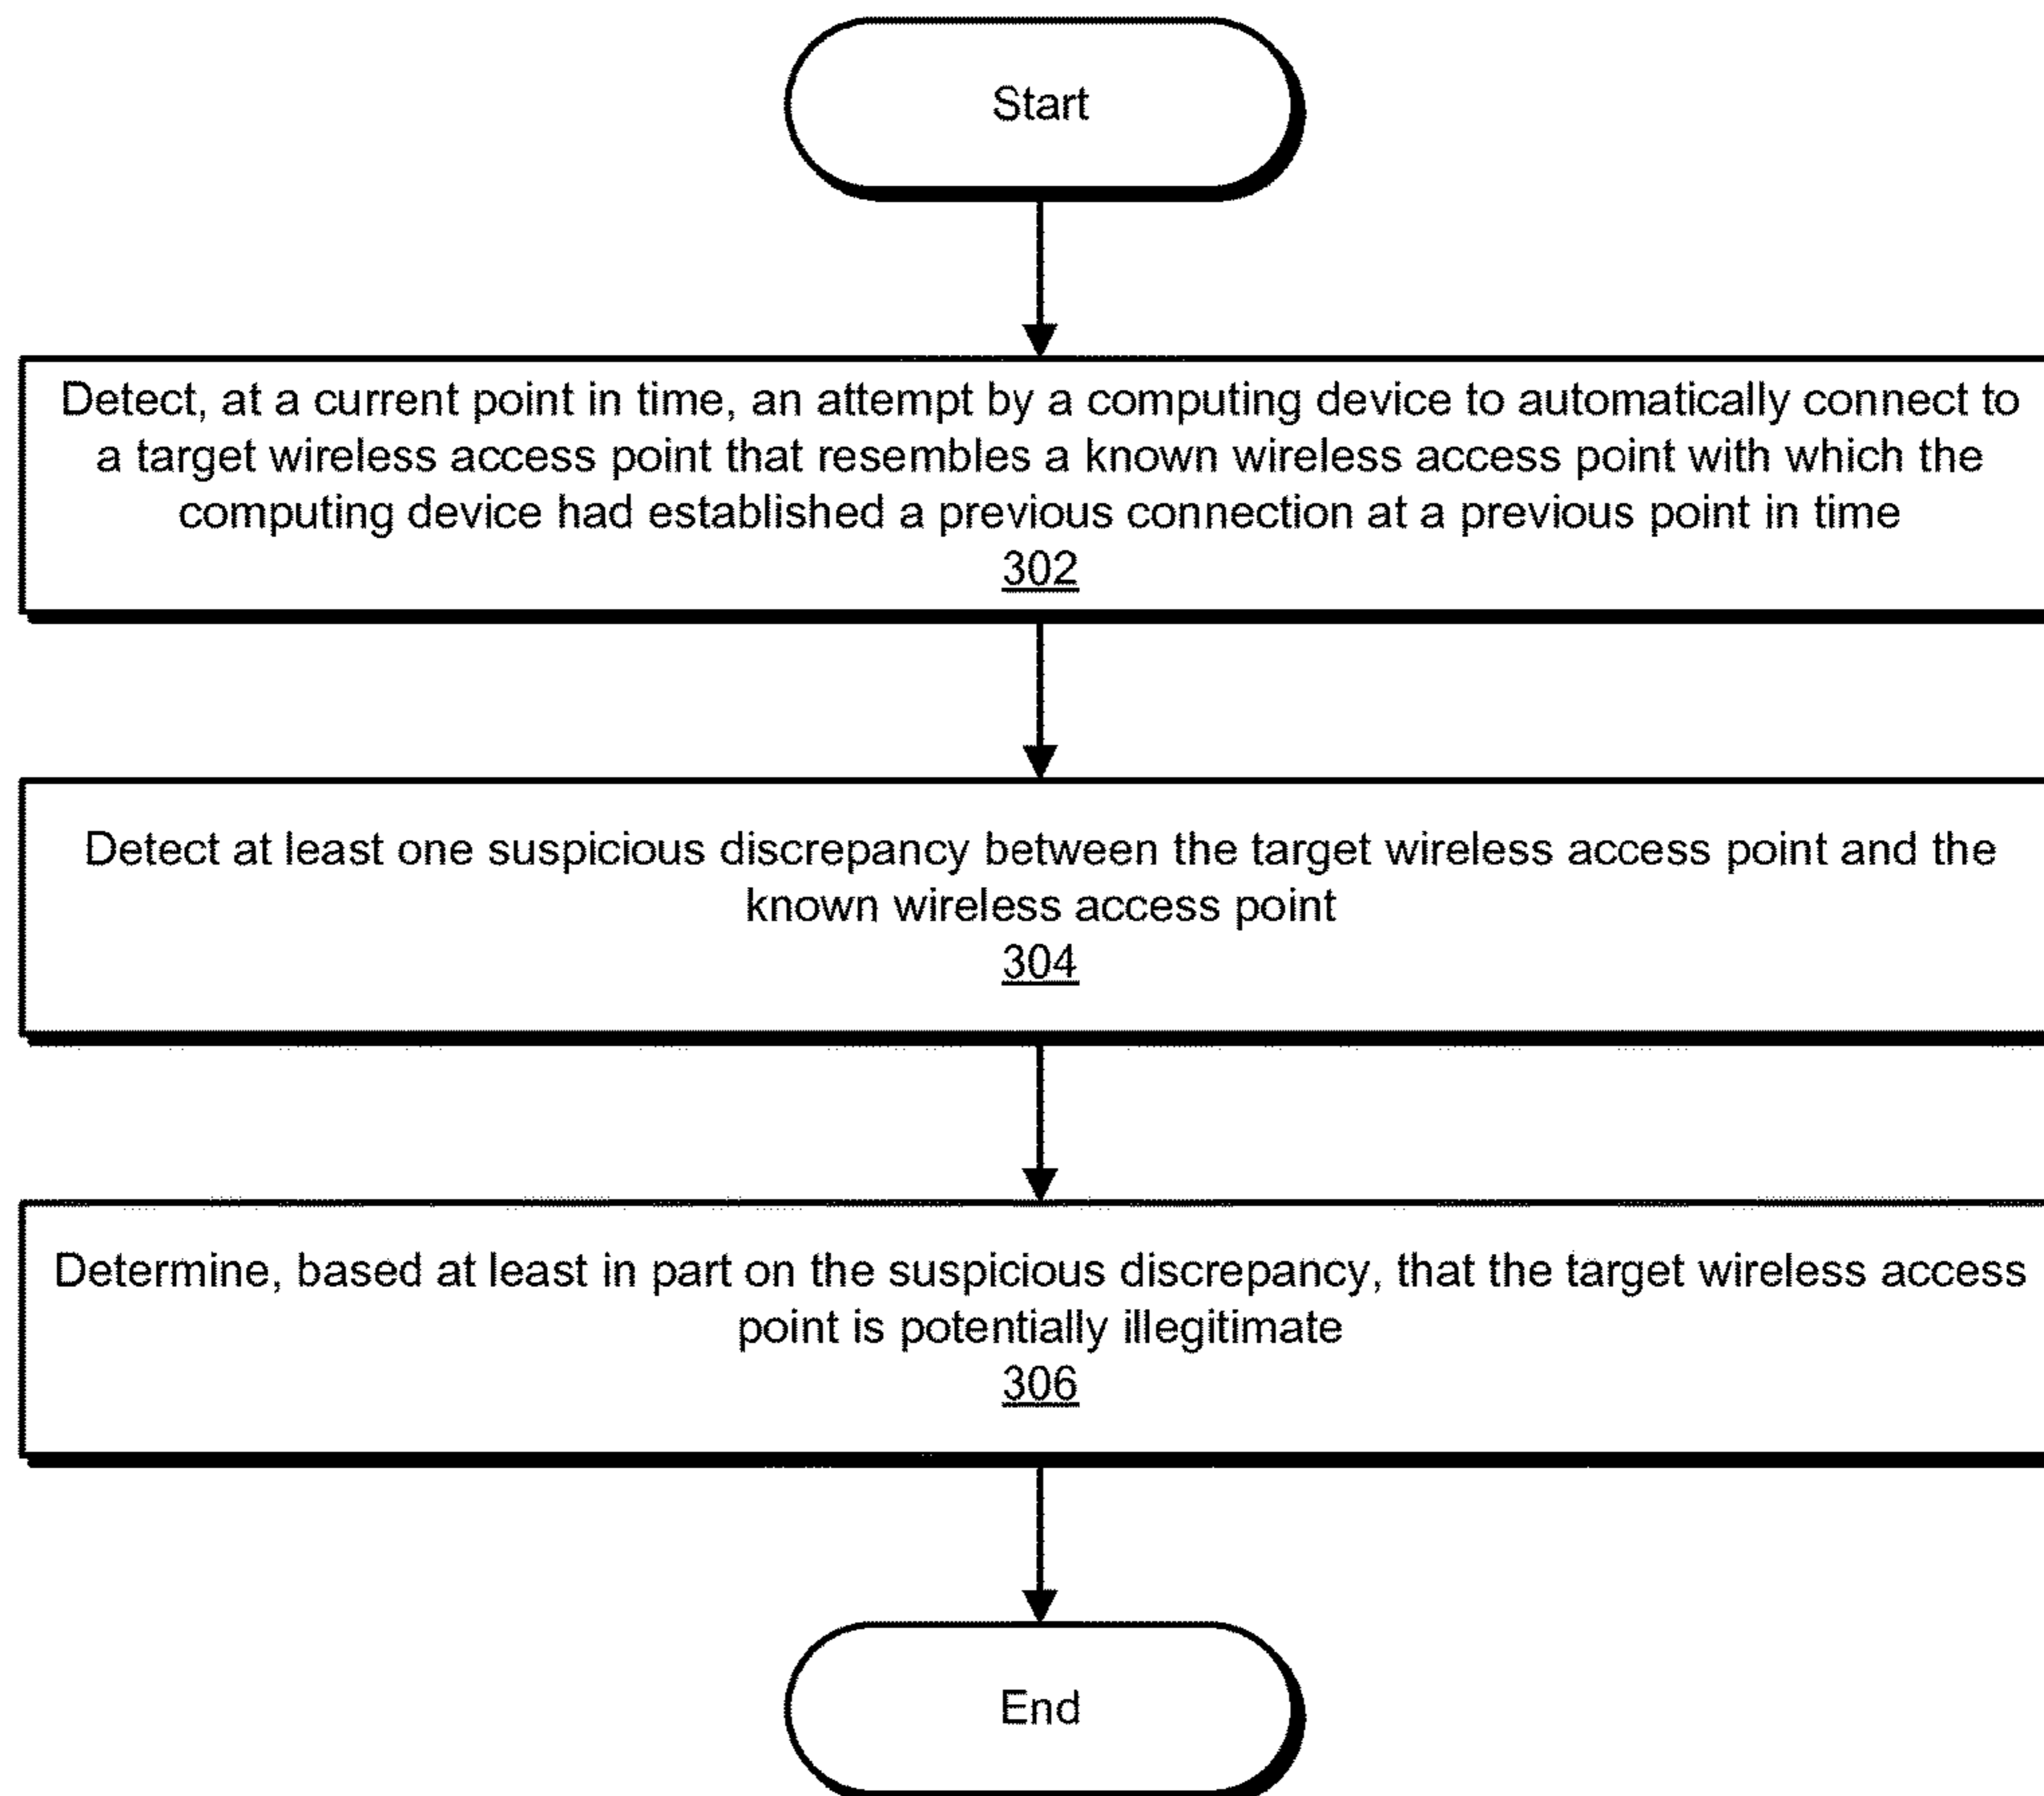 Start
Detect, at a current point in time, an attempt by a computing device to automatically connect to
a target wireless access point that resembles a known wireless access point with which the
computing device had established a previous connection at a previous point in time
302
Detect at least one suspicious discrepancy between the target wireless access point and the
known wireless access point
304
Determine, based at least in part on the suspicious discrepancy, that the target wireless access
point is potentially illegitimate
306
End